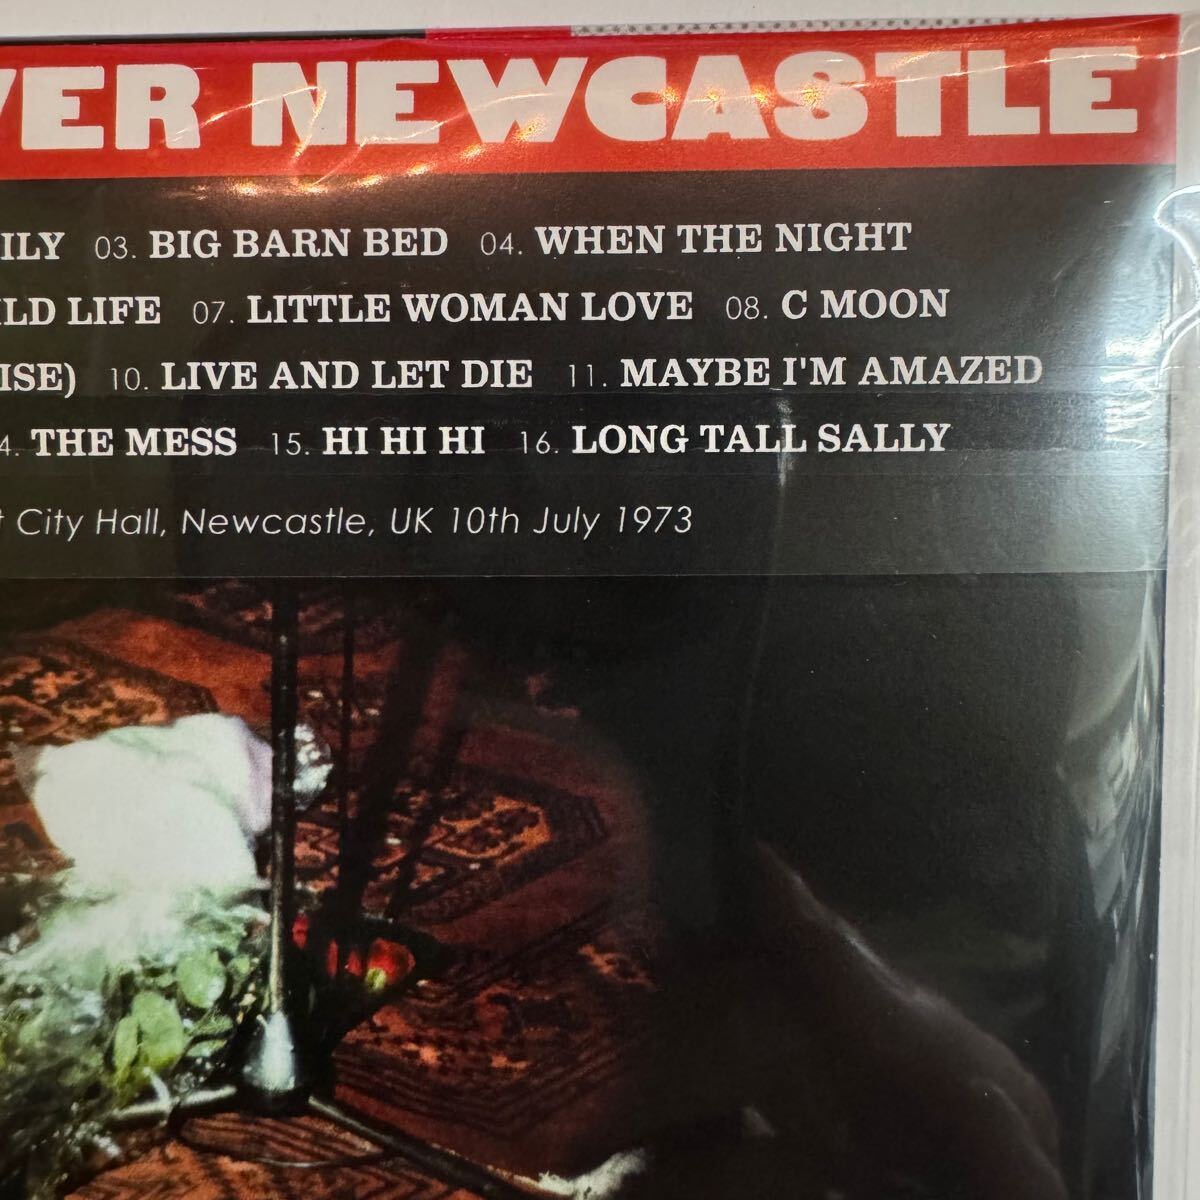 VER NEWCASTLE
ILY 03. BIG BARN BED 04. WHEN THE NIGHT
ILD LIFE 07. LITTLE WOMAN LOVE 08. C MOON
ISE) 10. LIVE AND LET DIE 11. MAYBE I'M AMAZED
4. THE MESS 15. HI HI HI 16. LONG TALL SALLY
t City Hall, Newcastle, UK 10th July 1973